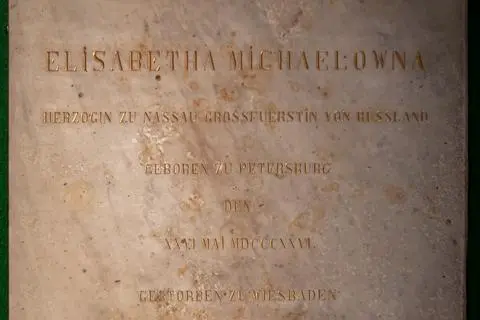 ELISABETHA MICHAELOWNA
HERZOGIN ZU NASSAU GROSSFUERSTIN VON RUSSLAND
GEBOREN ZU PETERSBURG
DEN
XXVI MAI MDCCCXXVI.
GESTORBEN ZU WIESBADEN